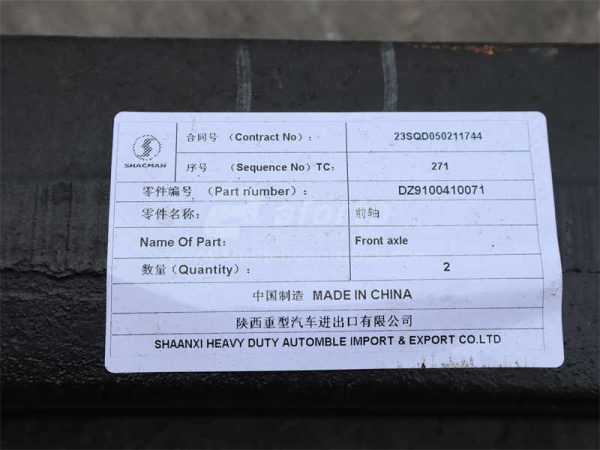 合同号 (Contract No): - 23SQD050211744
SHACMAN
序号 (Sequence No) TC: 271
零件编号 (Part number): DZ9100410071
零件名称: 前轴
Name Of Part: Front axle
数量 (Quantity): 2
中国制造 MADE IN CHINA
陕西重型汽车进出口有限公司
SHAANXI HEAVY DUTY AUTOMBLE IMPORT & EXPORT CO.LTD